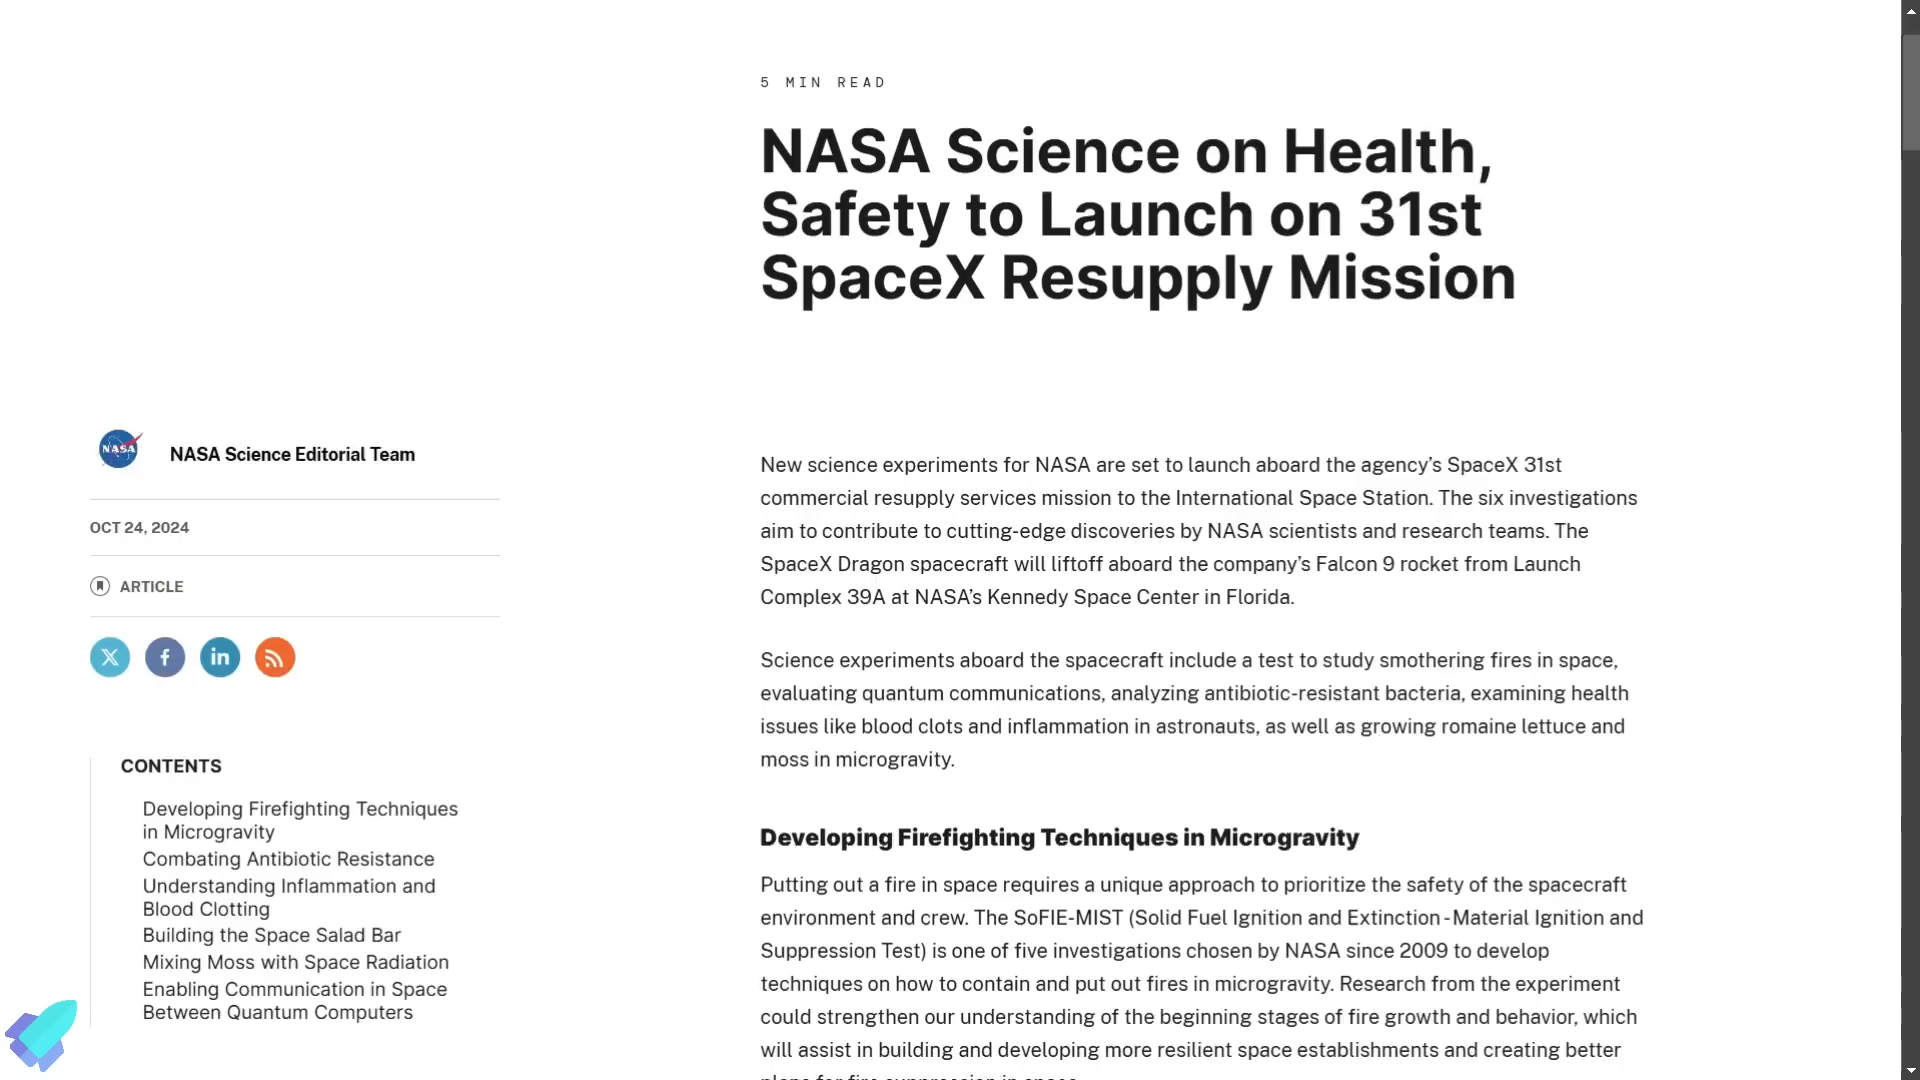 5 MIN READ
NASA Science on Health,
Safety to Launch on 31st
SpaceX Resupply Mission
NASA
NASA Science Editorial Team
OCT 24, 2024
ARTICLE
CONTENTS
Developing Firefighting Techniques
in Microgravity
Combating Antibiotic Resistance
Understanding Inflammation and
Blood Clotting
Building the Space Salad Bar
Mixing Moss with Space Radiation
Enabling Communication in Space
Between Quantum Computers
New science experiments for NASA are set to launch aboard the agency’s SpaceX 31st
commercial resupply services mission to the International Space Station. The six investigations
aim to contribute to cutting-edge discoveries by NASA scientists and research teams. The
SpaceX Dragon spacecraft will liftoff aboard the company’s Falcon 9 rocket from Launch
Complex 39A at NASA’s Kennedy Space Center in Florida.
Science experiments aboard the spacecraft include a test to study smothering fires in space,
evaluating quantum communications, analyzing antibiotic-resistant bacteria, examining health
issues like blood clots and inflammation in astronauts, as well as growing romaine lettuce and
moss in microgravity.
Developing Firefighting Techniques in Microgravity
Putting out a fire in space requires a unique approach to prioritize the safety of the spacecraft
environment and crew. The SoFIE-MIST (Solid Fuel Ignition and Extinction - Material Ignition and
Suppression Test) is one of five investigations chosen by NASA since 2009 to develop
techniques on how to contain and put out fires in microgravity. Research from the experiment
could strengthen our understanding of the beginning stages of fire growth and behavior, which
will assist in building and developing more resilient space establishments and creating better
plans for fire suppression in space.